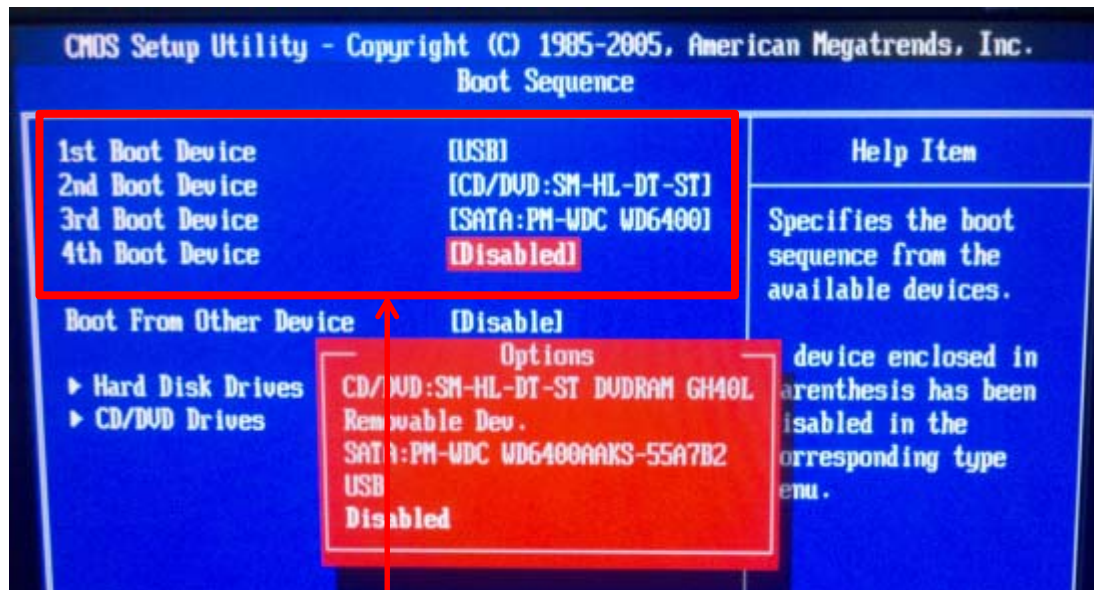 CMOS Setup Utility - Copyright (C) 1985-2005, American Megatrends, Inc.
Boot Sequence
1st Boot Device [USB]
2nd Boot Device [CD/DVD:SM-HL-DT-ST]
3rd Boot Device [SATA:PM-WDC WD6400]
4th Boot Device [Disabled]
Boot From Other Device [Disable]
▶ Hard Disk Drives
▶ CD/DVD Drives
Options
CD/DVD:SM-HL-DT-ST DVDRAM GH40L
Removable Dev.
SATA:PM-WDC WD6400AAKS-55A7B2
USB
Disabled
Help Item
Specifies the boot
sequence from the
available devices.
device enclosed in
arenthesis has been
isabled in the
orresponding type
enu.